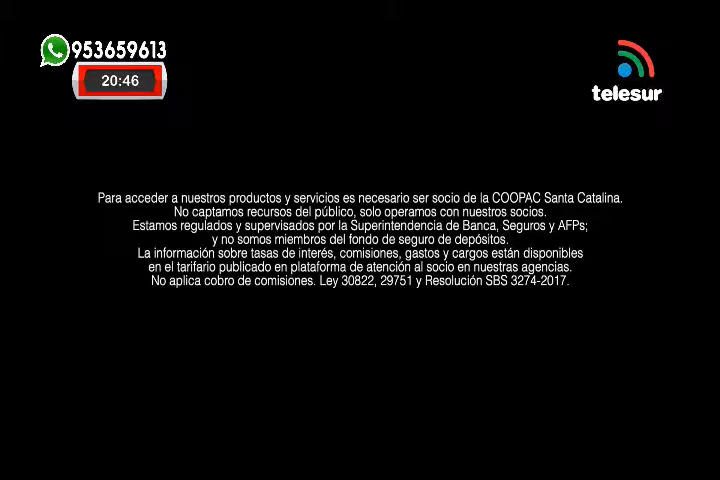 953659613
20:46
telesur
Para acceder a nuestros productos y servicios es necesario ser socio de la COOPAC Santa Catalina.
No captamos recursos del público, solo operamos con nuestros socios.
Estamos regulados y supervisados por la Superintendencia de Banca, Seguros y AFPs;
y no somos miembros del fondo de seguro de depósitos.
La información sobre tasas de interés, comisiones, gastos y cargos están disponibles
en el tarifario publicado en plataforma de atención al socio en nuestras agencias.
No aplica cobro de comisiones. Ley 30822, 29751 y Resolución SBS 3274-2017.